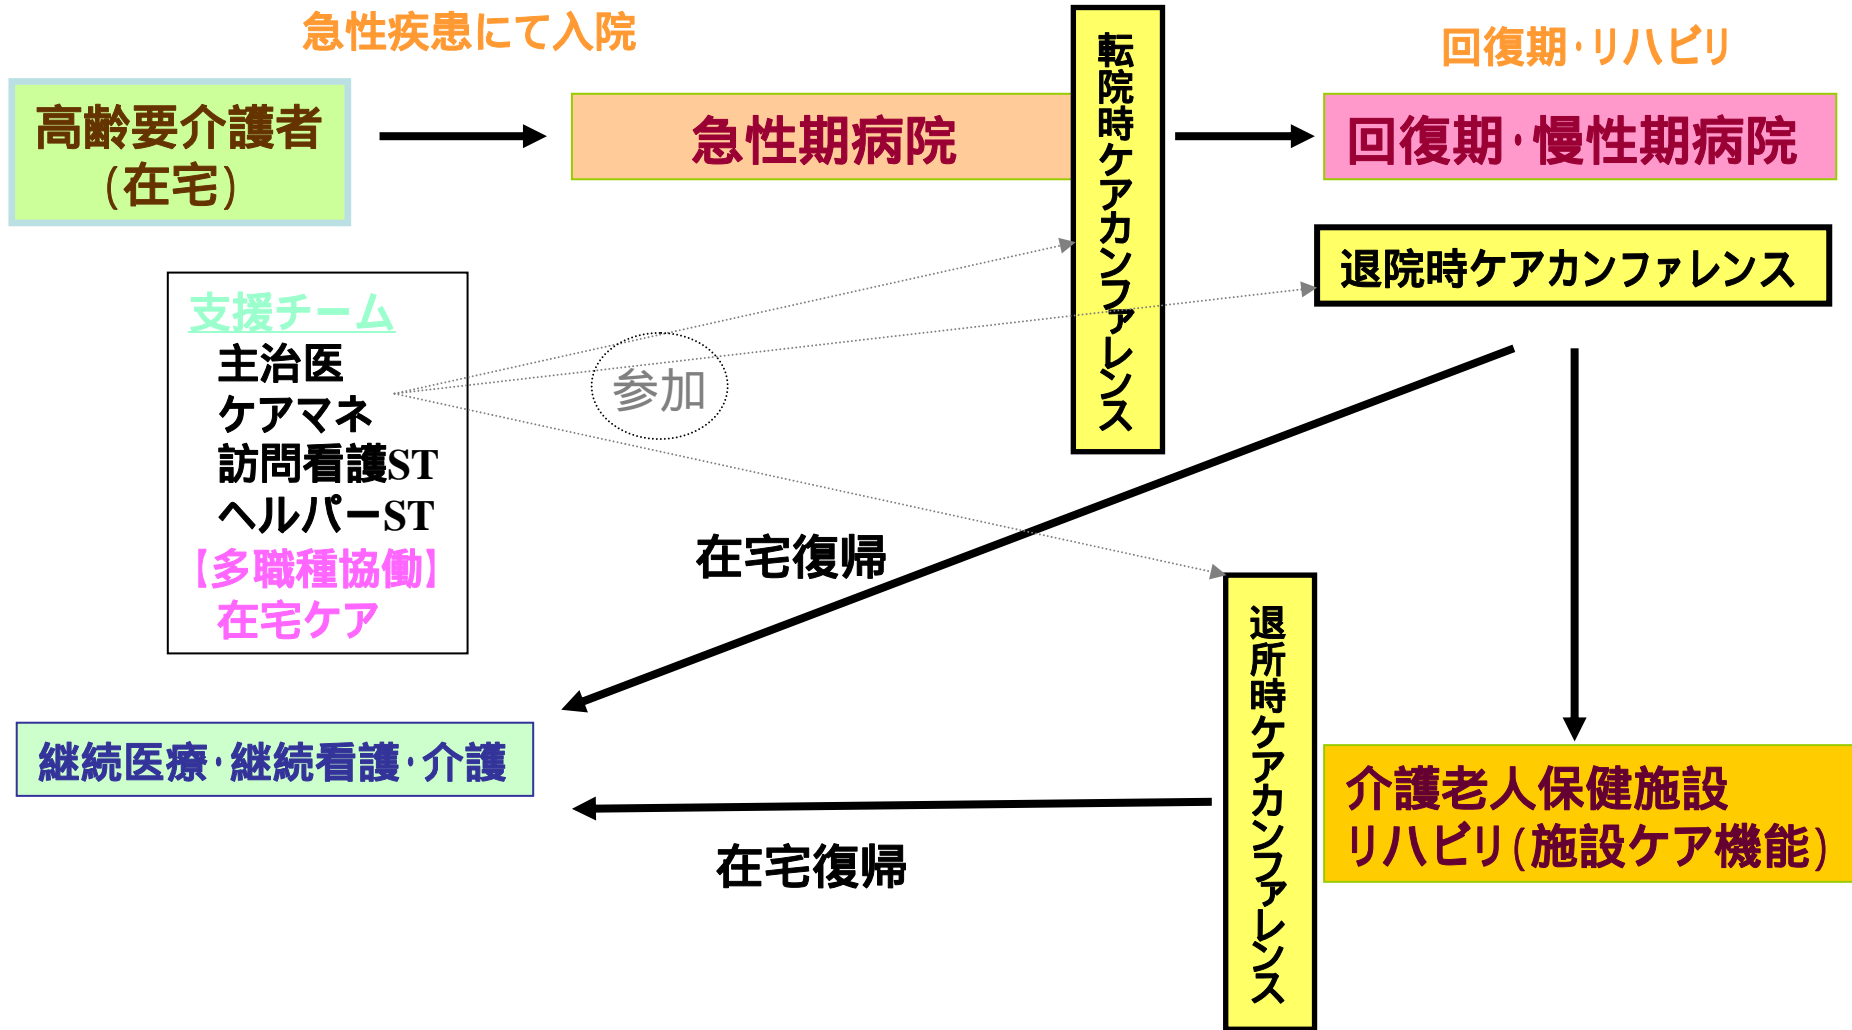 急性疾患にて入院
回復期・リハビリ
高齢要介護者
(在宅)
急性期病院
転院時ケアカンファレンス
回復期・慢性期病院
退院時ケアカンファレンス
支援チーム
主治医
ケアマネ
訪問看護ST
ヘルパーST
【多職種協働】
在宅ケア
参加
在宅復帰
退所時ケアカンファレンス
継続医療・継続看護・介護
介護老人保健施設
リハビリ(施設ケア機能)
在宅復帰